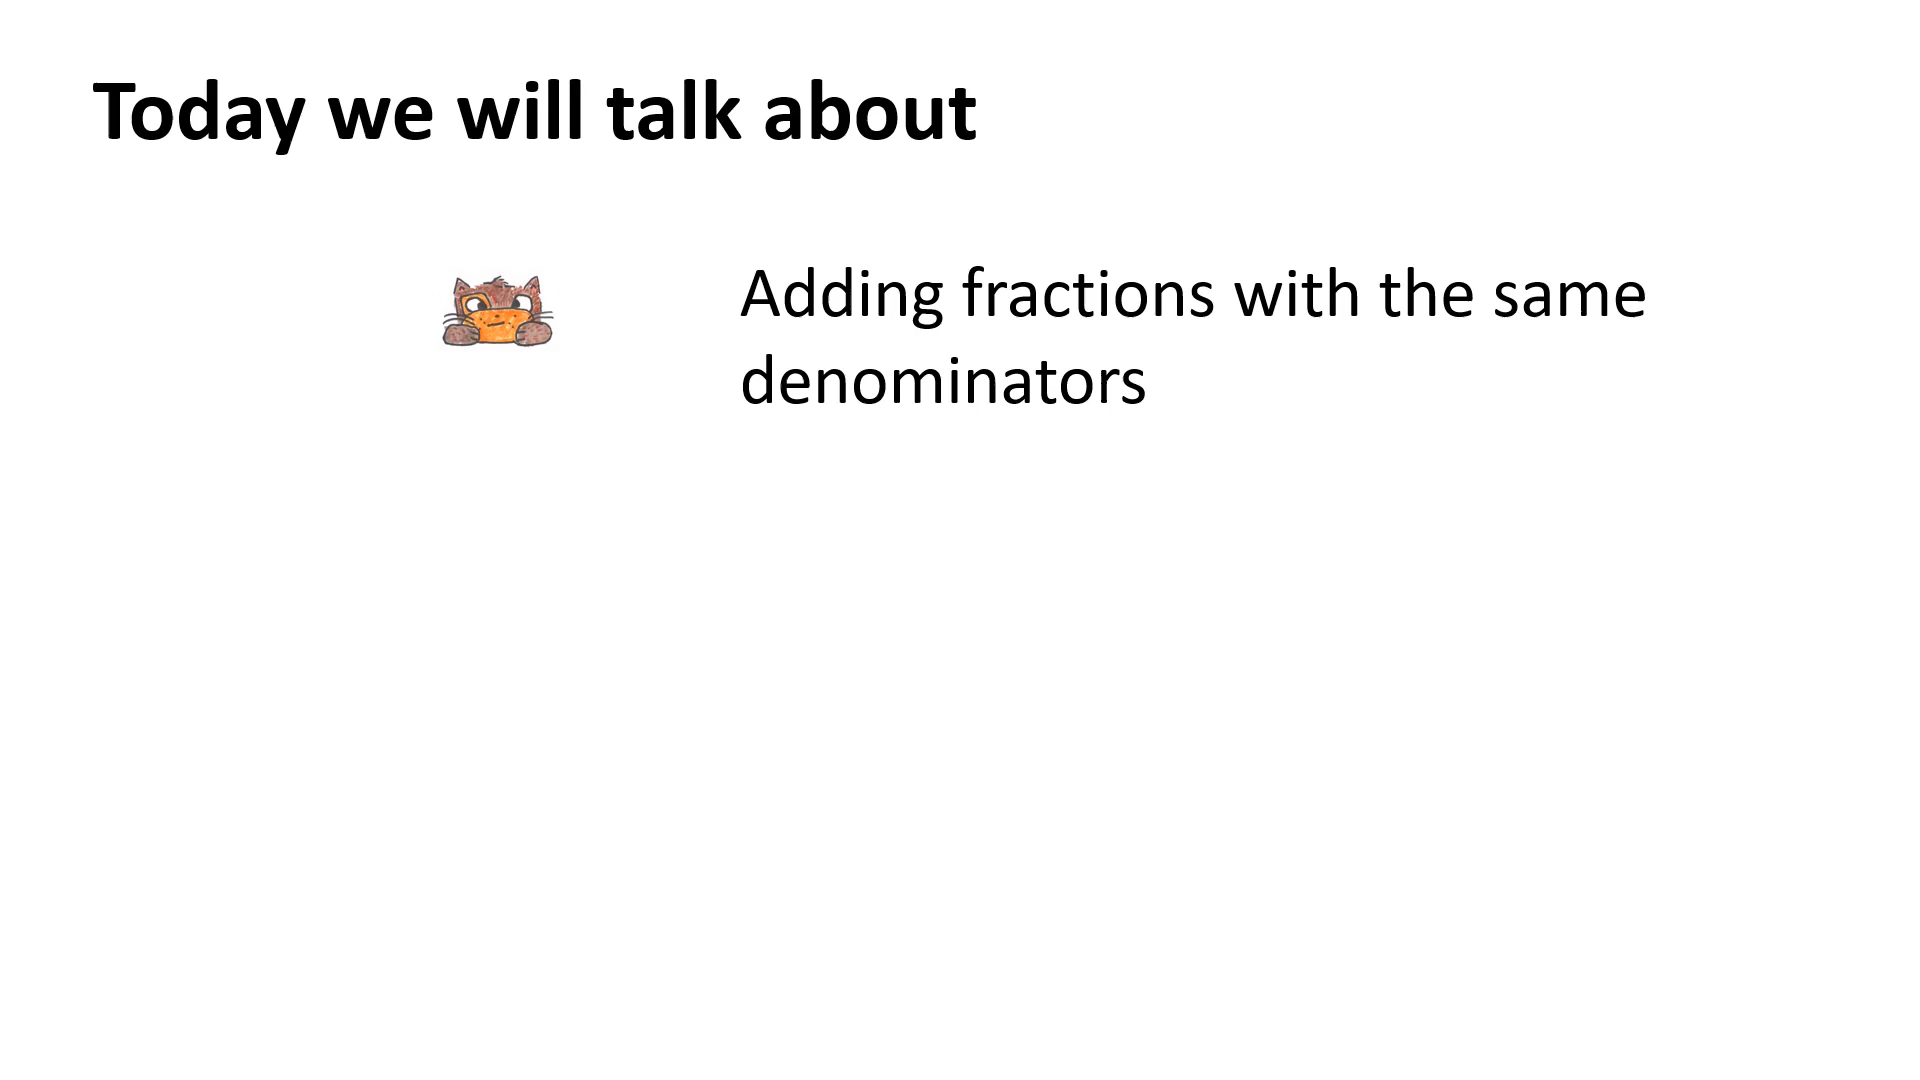 Today we will talk about
Adding fractions with the same
denominators